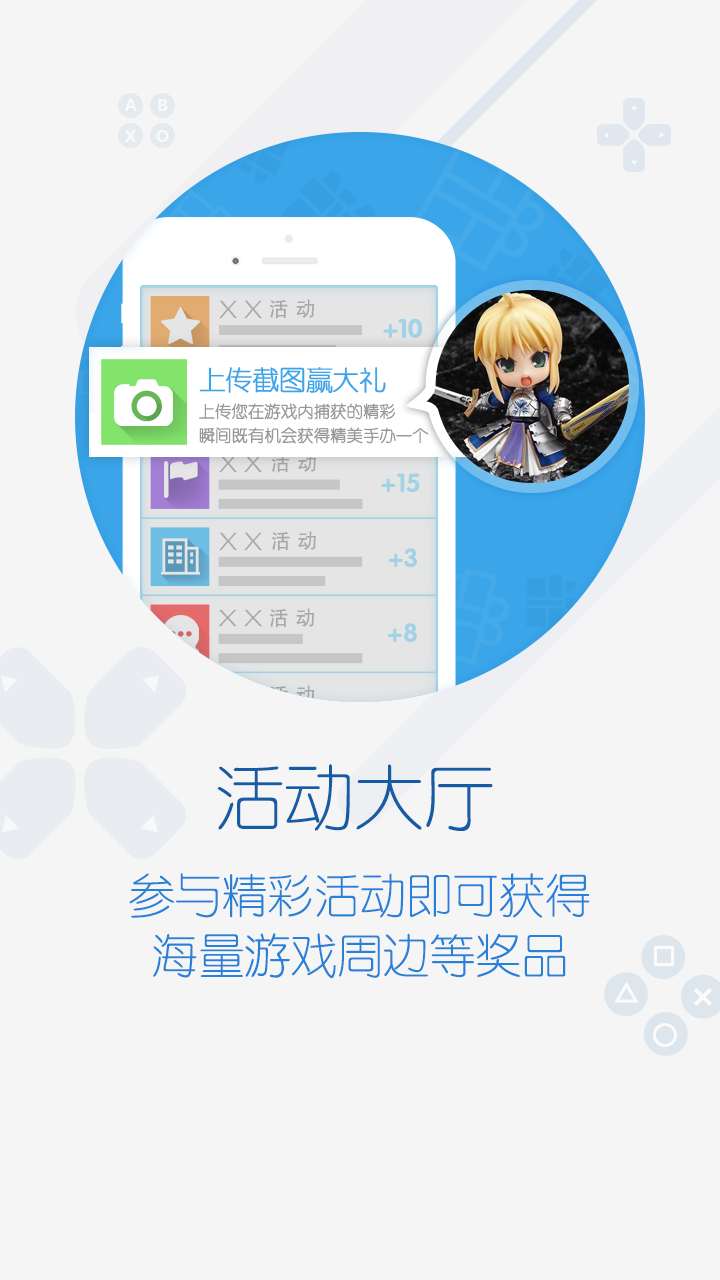 A B
X O
XX活动
+10
上传截图赢大礼
上传您在游戏内捕获的精彩
瞬间既有机会获得精美手办一个
XX活动
+15
XX活动
+3
XX活动
+8
活动
活动大厅
参与精彩活动即可获得
海量游戏周边等奖品